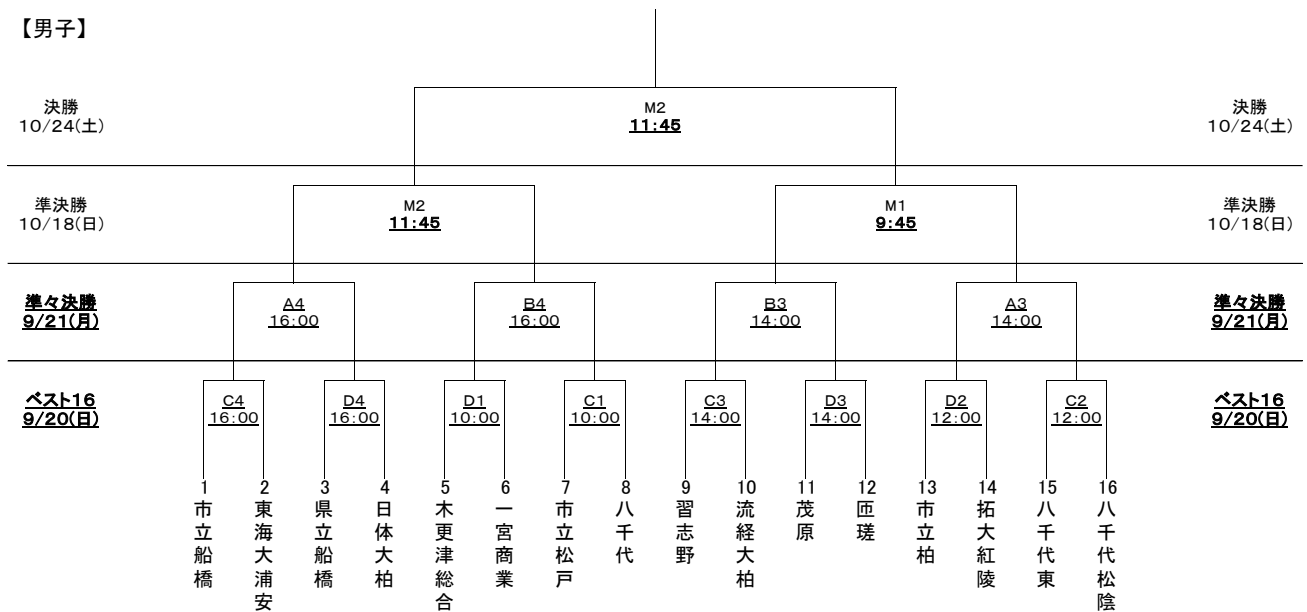 【男子】
決勝
10/24(土)
M2
11:45
決勝
10/24(土)
準決勝
10/18(日)
M2
11:45
M1
9:45
準決勝
10/18(日)
準々決勝
9/21(月)
A4
16:00
B4
16:00
B3
14:00
A3
14:00
準々決勝
9/21(月)
ベスト16
9/20(日)
C4
16:00
D4
16:00
D1
10:00
C1
10:00
C3
14:00
D3
14:00
D2
12:00
C2
12:00
ベスト16
9/20(日)
1 市立船橋
2 東海大浦安
3 県立船橋
4 日体大柏
5 木更津総合
6 一宮商業
7 市立松戸
8 八千代
9 習志野
10 流経大柏
11 茂原
12 匝瑳
13 市立柏
14 拓大紅陵
15 八千代東
16 八千代松陰